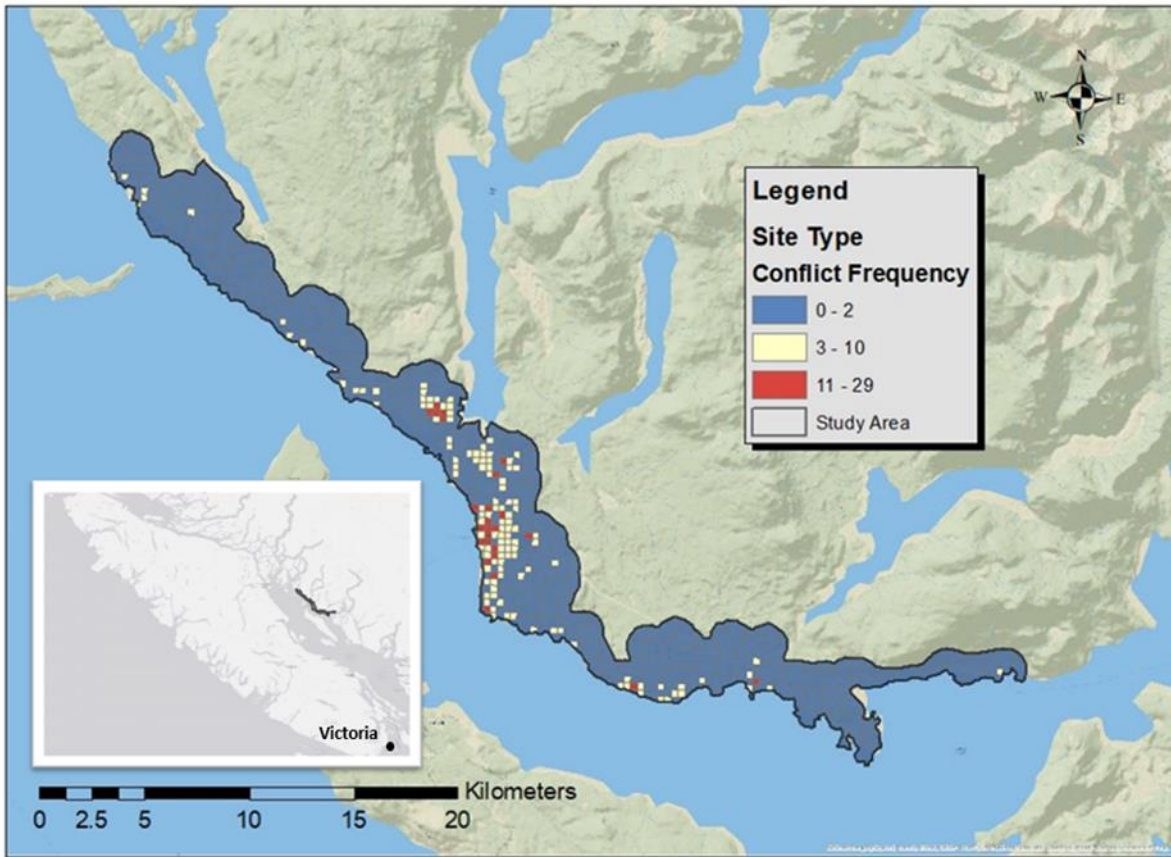 N
W E
S
Legend
Site Type
Conflict Frequency
0 - 2
3 - 10
11 - 29
Study Area
Victoria
Kilometers
0 2.5 5 10 15 20